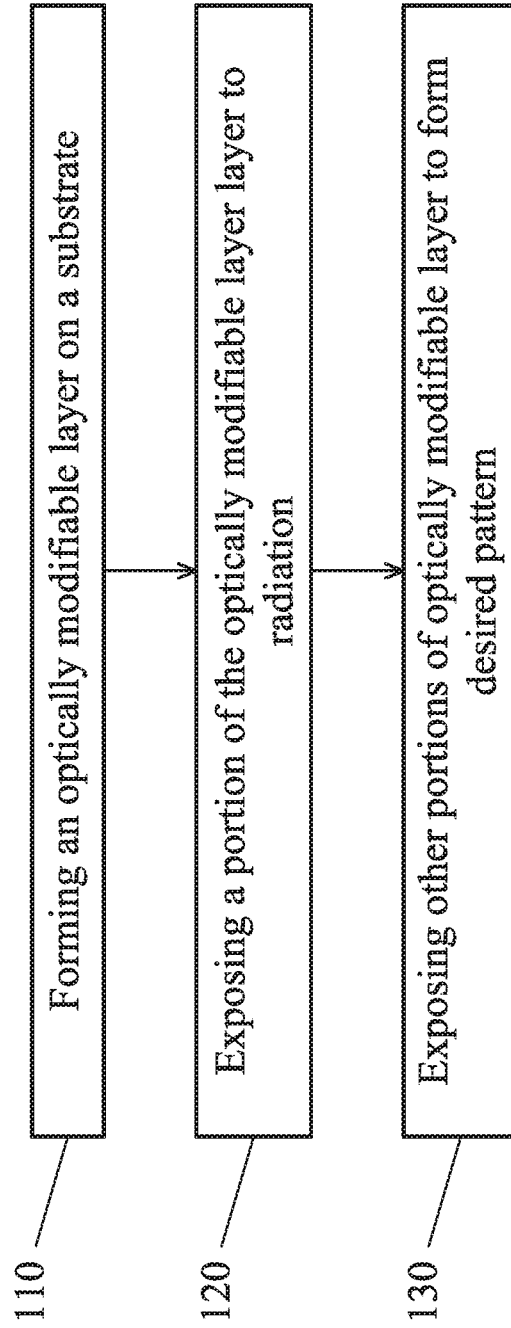 110
Forming an optically modifiable layer on a substrate
120
Exposing a portion of the optically modifiable layer layer to
radiation
130
Exposing other portions of optically modifiable layer to form
desired pattern